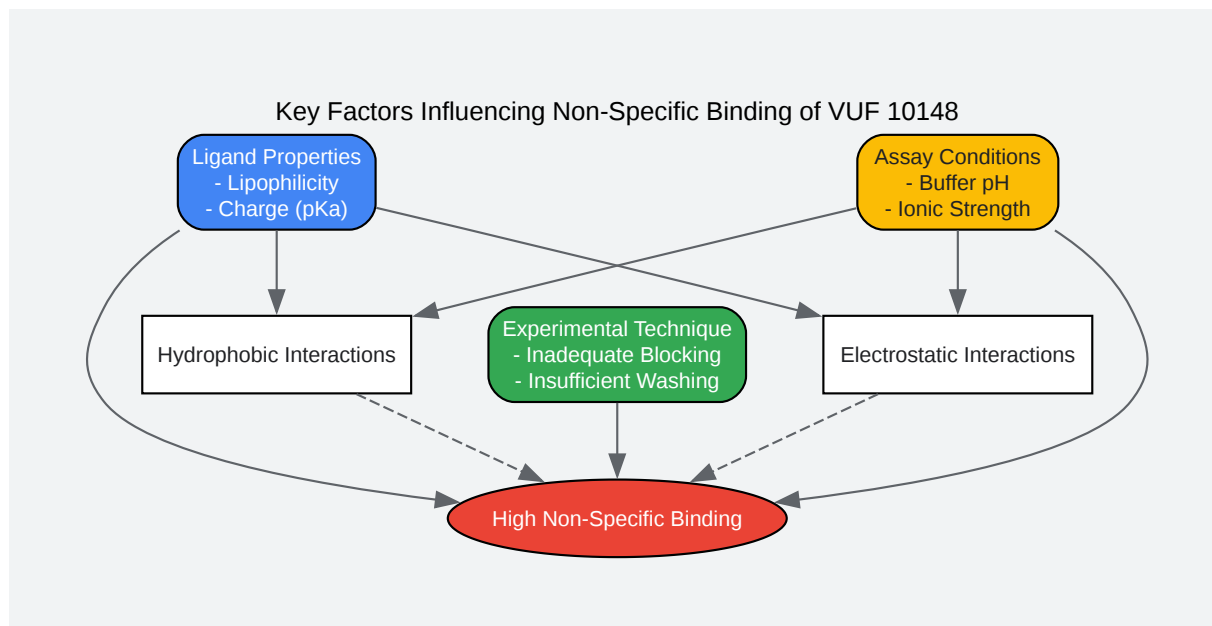 Key Factors Influencing Non-Specific Binding of VUF 10148
Ligand Properties
- Lipophilicity
- Charge (pKa)
Assay Conditions
- Buffer pH
- Ionic Strength
Hydrophobic Interactions
Experimental Technique
- Inadequate Blocking
- Insufficient Washing
Electrostatic Interactions
High Non-Specific Binding